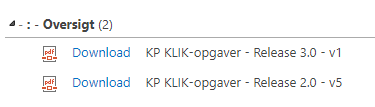 - : - Oversigt (2)
Download KP KLIK-opgaver - Release 3.0 - v1
Download KP KLIK-opgaver - Release 2.0 - v5